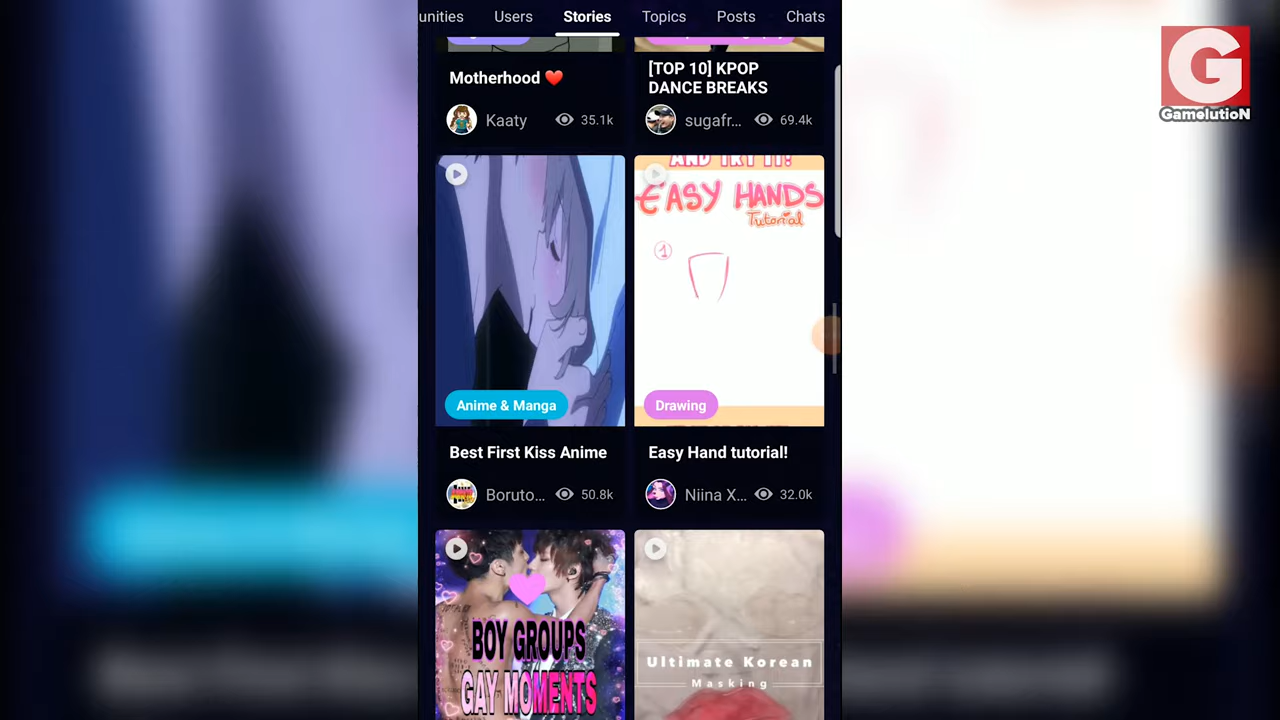 unities Users Stories Topics Posts Chats
Motherhood ❤️
Kaaty 35.1k
[TOP 10] KPOP
DANCE BREAKS
sugafr... 69.4k
AND TRY IT!
EASY HANDS
Tutorial
1
Anime & Manga
Drawing
Best First Kiss Anime
Boruto... 50.8k
Easy Hand tutorial!
Niina X... 32.0k
BOY GROUPS
GAY MOMENTS
Ultimate Korean
Masking
G
GamelutioN